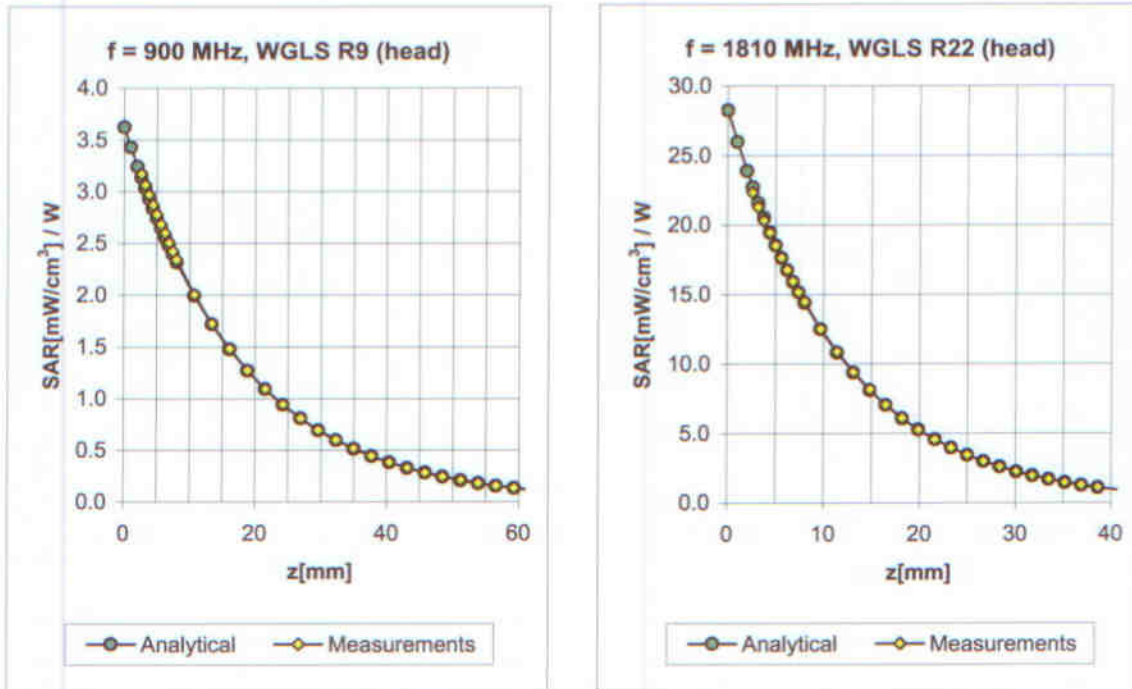 f = 900 MHz, WGLS R9 (head)
4.0
3.5
3.0
2.5
2.0
1.5
1.0
0.5
0.0
SAR[mW/cm³] / W
0 20 40 60
z[mm]
Analytical Measurements
f = 1810 MHz, WGLS R22 (head)
30.0
25.0
20.0
15.0
10.0
5.0
0.0
SAR[mW/cm³] / W
0 10 20 30 40
z[mm]
Analytical Measurements